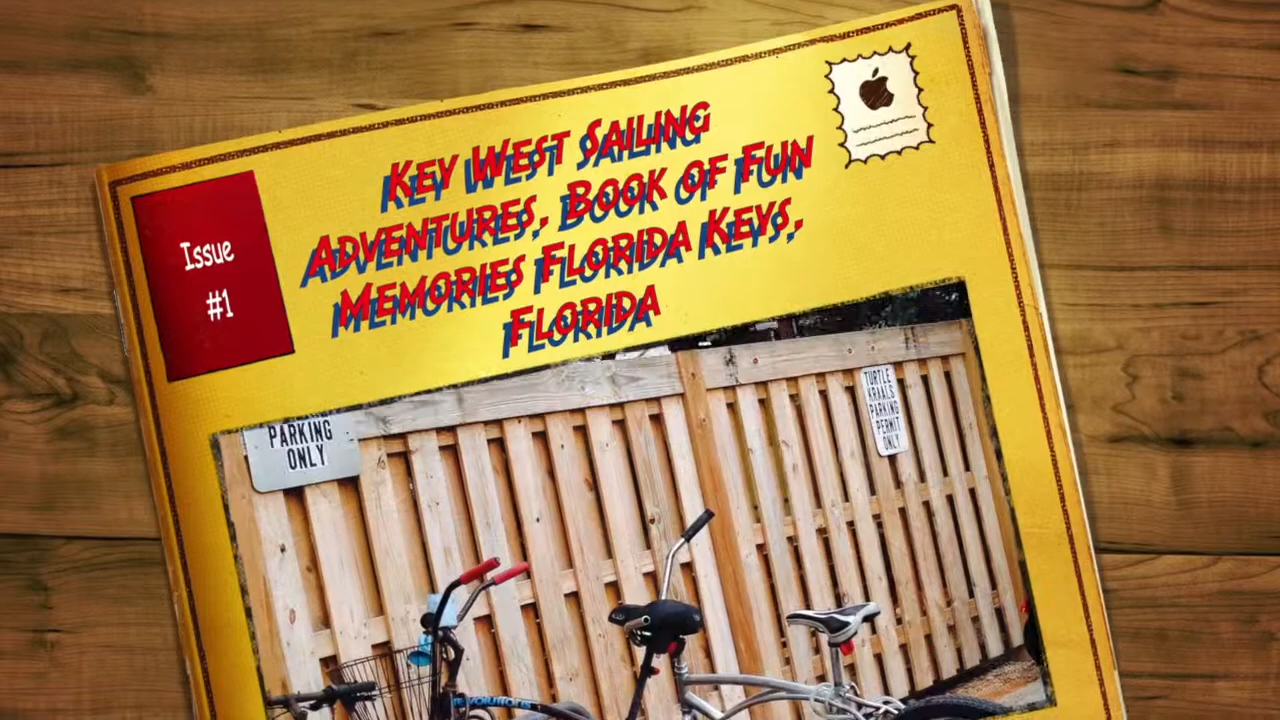 Issue
#1
Key West Sailing
Adventures, Book of Fun
Memories Florida Keys,
Florida
PARKING
ONLY
TURTLE
KRAALS
PARKING
PERMIT
ONLY
EVOLUTIONS